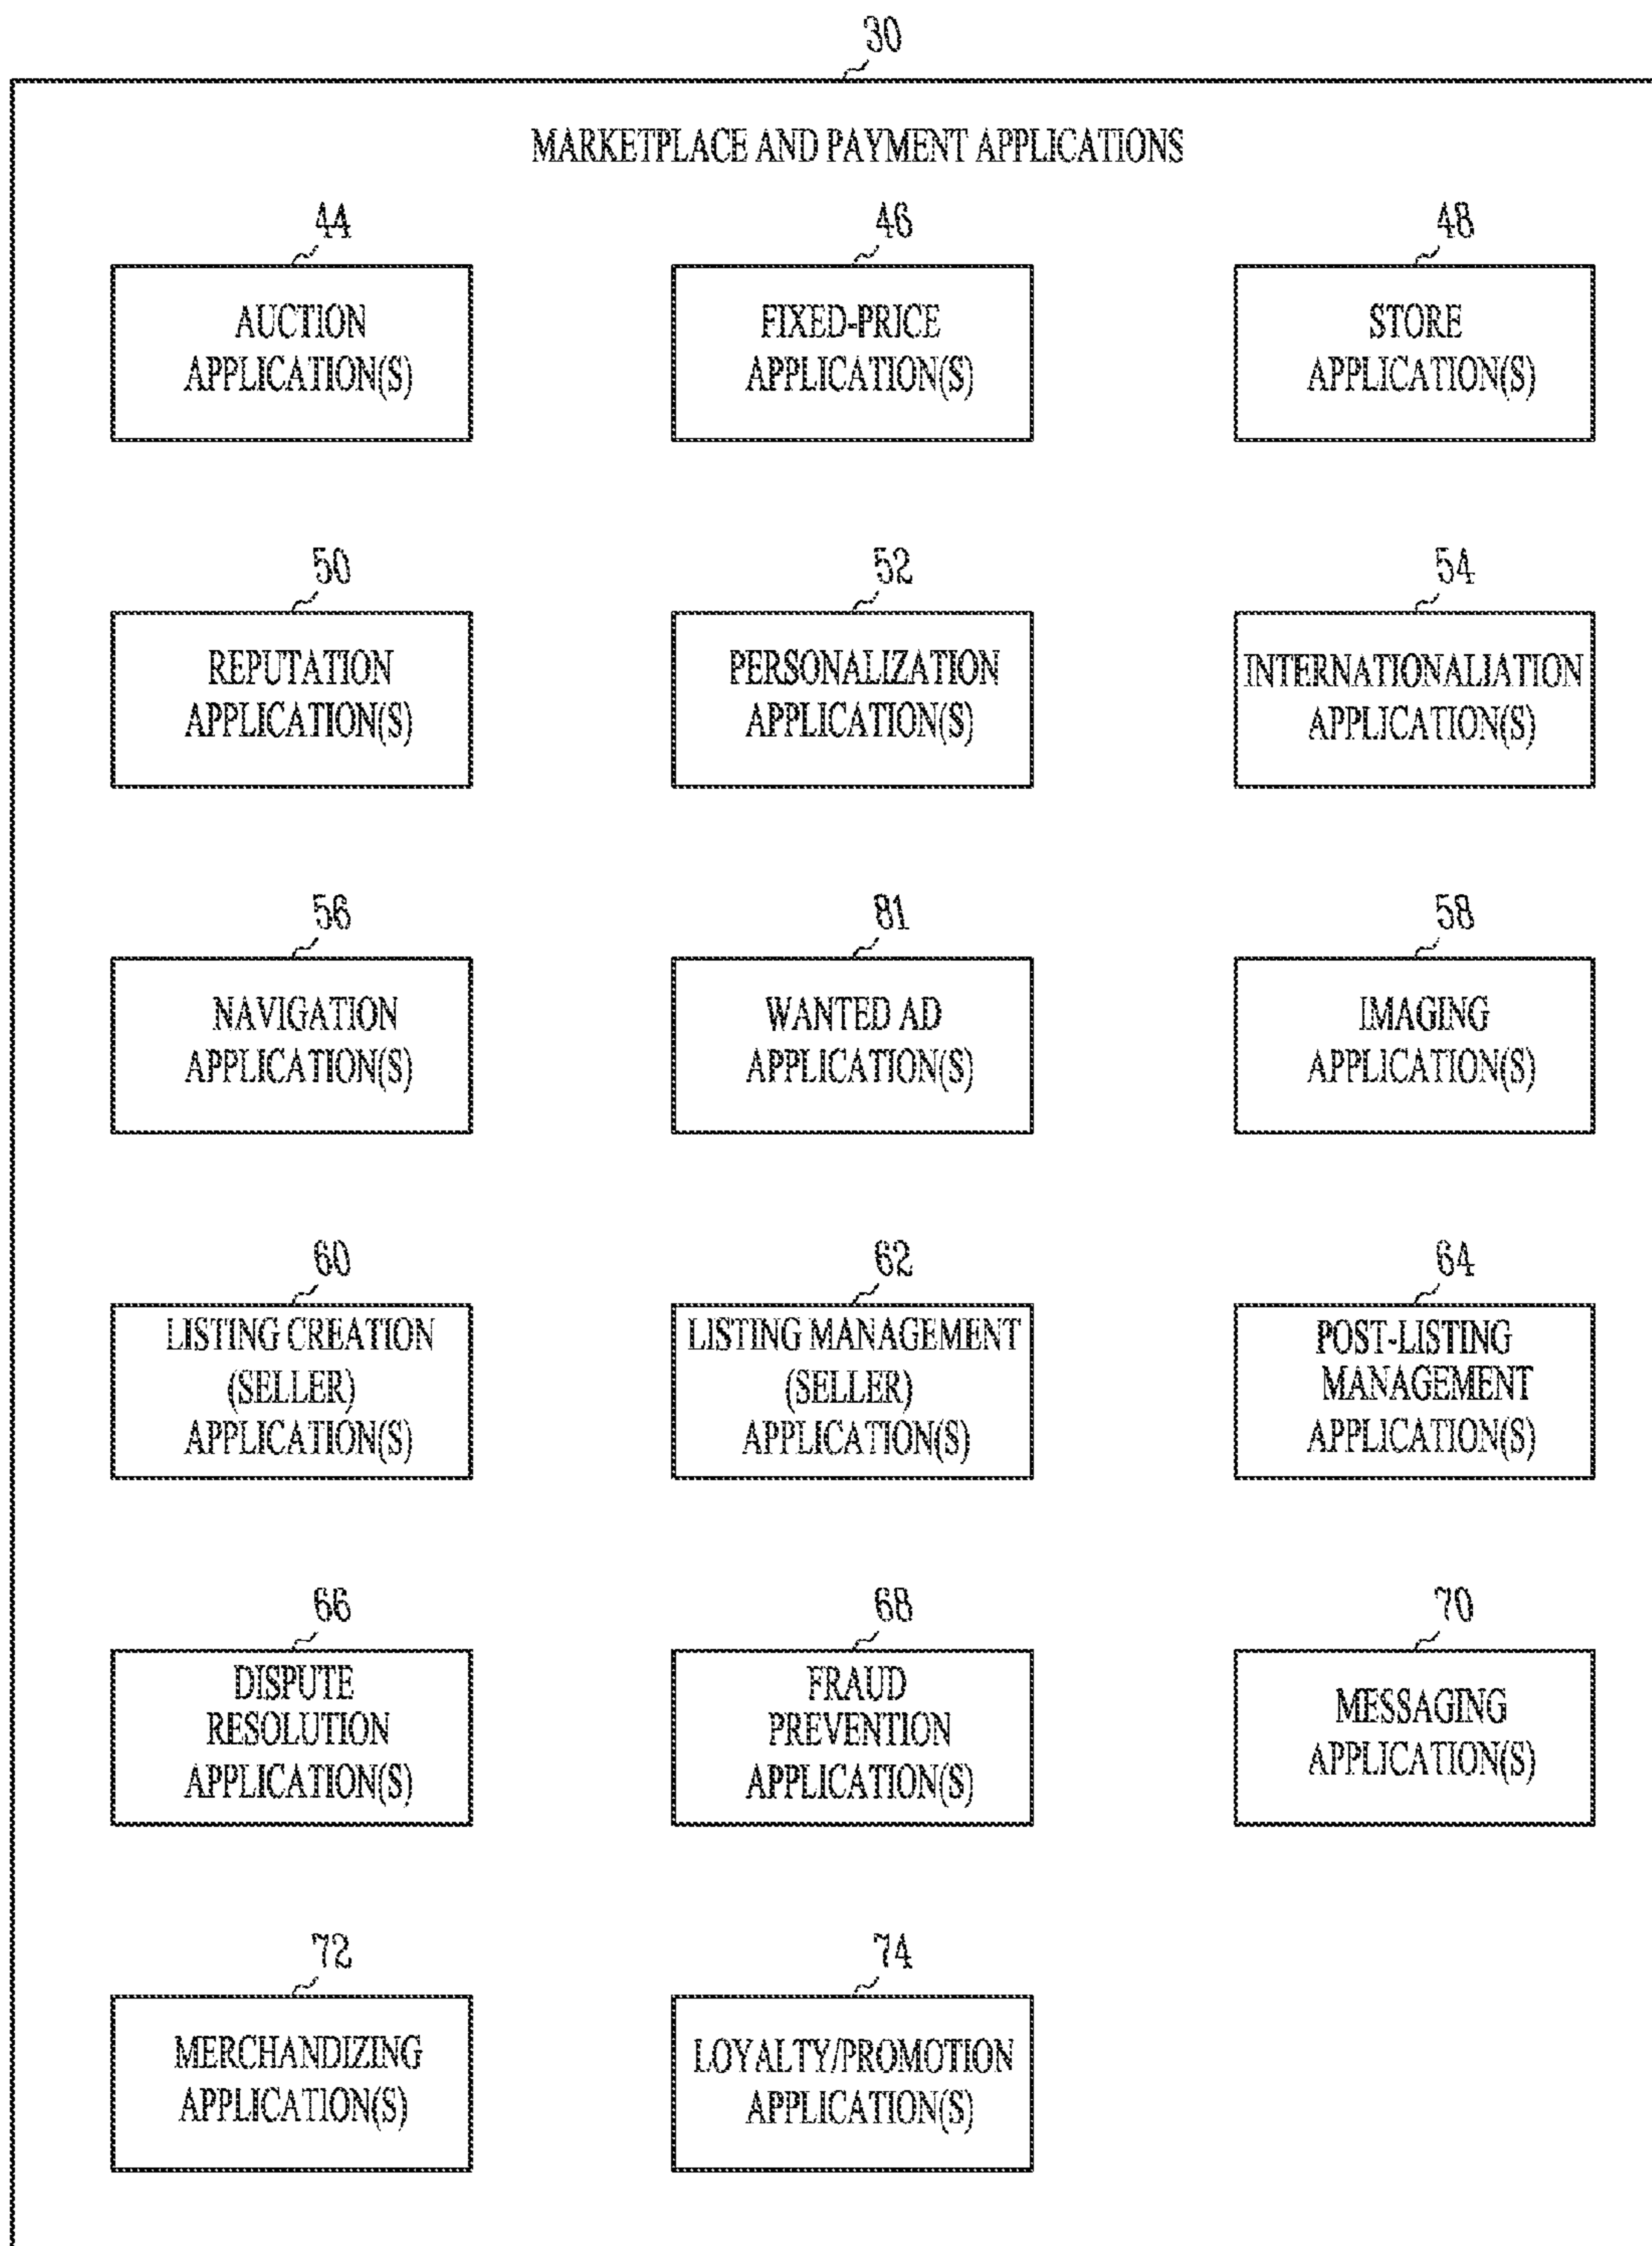 30
MARKETPLACE AND PAYMENT APPLICATIONS
44
AUCTION
APPLICATION(S)
46
FIXED-PRICE
APPLICATION(S)
48
STORE
APPLICATION(S)
50
REPUTATION
APPLICATION(S)
52
PERSONALIZATION
APPLICATION(S)
54
INTERNATIONALIATION
APPLICATION(S)
56
NAVIGATION
APPLICATION(S)
81
WANTED AD
APPLICATION(S)
58
IMAGING
APPLICATION(S)
60
LISTING CREATION
(SELLER)
APPLICATION(S)
62
LISTING MANAGEMENT
(SELLER)
APPLICATION(S)
64
POST-LISTING
MANAGEMENT
APPLICATION(S)
66
DISPUTE
RESOLUTION
APPLICATION(S)
68
FRAUD
PREVENTION
APPLICATION(S)
70
MESSAGING
APPLICATION(S)
72
MERCHANDIZING
APPLICATION(S)
74
LOYALTY/PROMOTION
APPLICATION(S)